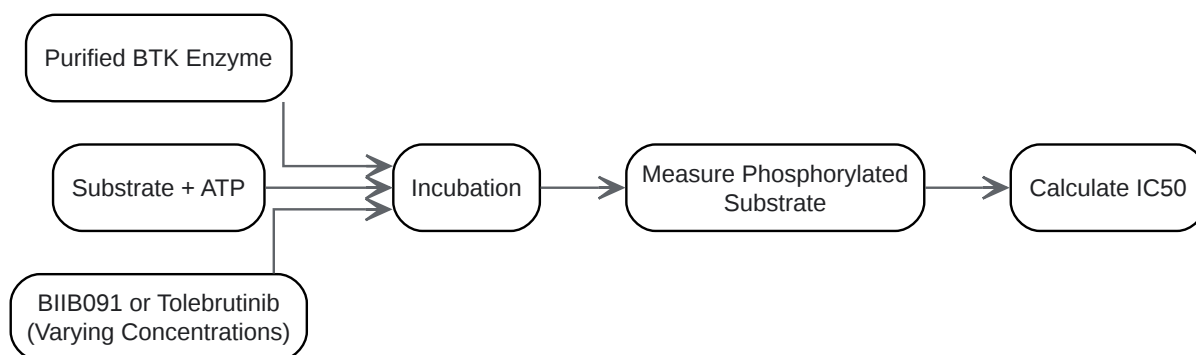 Purified BTK Enzyme
Substrate + ATP
BIIB091 or Tolebrutinib
(Varying Concentrations)
Incubation
Measure Phosphorylated
Substrate
Calculate IC50